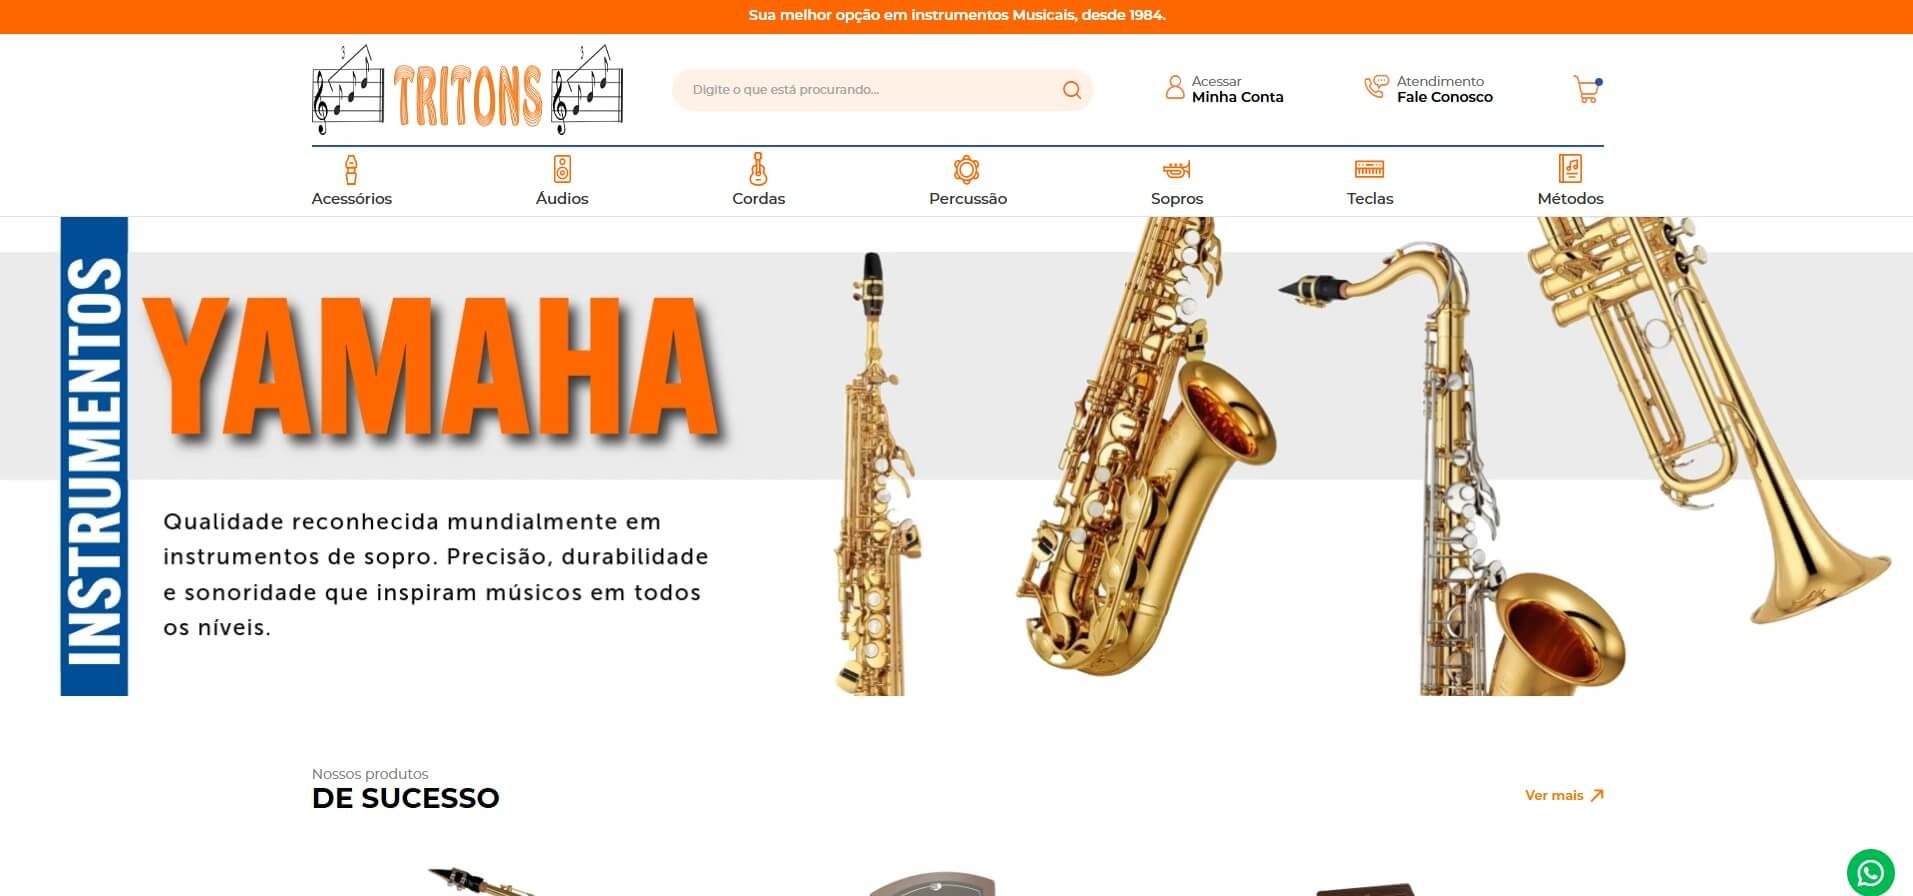 Sua melhor opção em instrumentos Musicais, desde 1984.
3 TRITONS 3
Digite o que está procurando...
Acessar
Minha Conta
Atendimento
Fale Conosco
Acessórios
Áudios
Cordas
Percussão
Sopros
Teclas
Métodos
INSTRUMENTOS
YAMAHA
Qualidade reconhecida mundialmente em
instrumentos de sopro. Precisão, durabilidade
e sonoridade que inspiram músicos em todos
os níveis.
Nossos produtos
DE SUCESSO
Ver mais